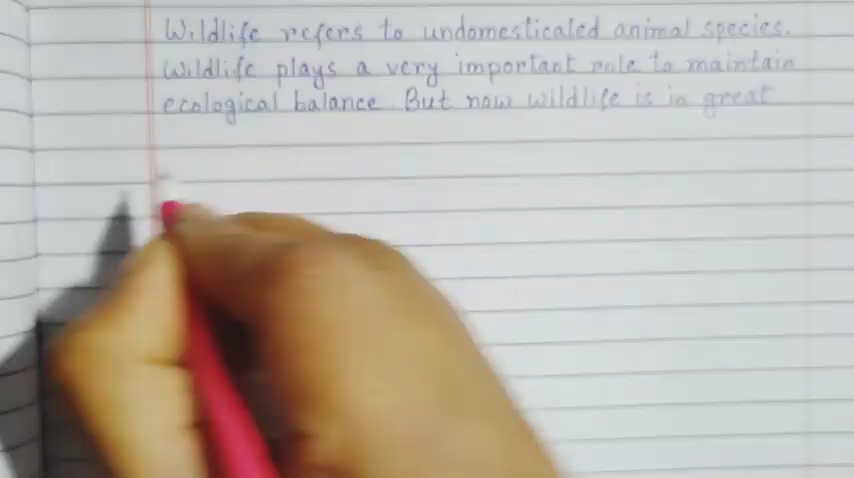 Wildlife refers to undomesticated animal species.
Wildlife plays a very important role to maintain
ecological balance. But now wildlife is in great